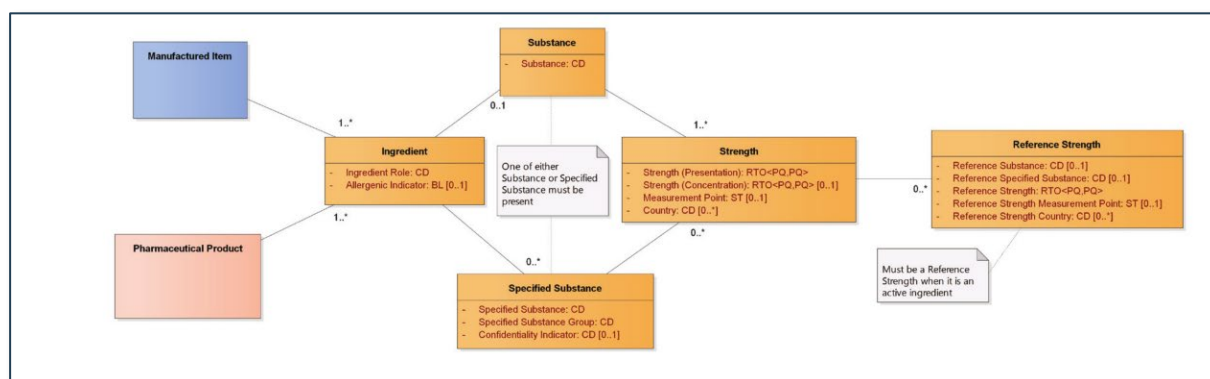 Manufactured Item
Substance
- Substance: CD
1..*
0..1
1..*
Ingredient
- Ingredient Role: CD
- Allergenic Indicator: BL [0..1]
One of either
Substance or Specified
Substance must be
present
Strength
- Strength (Presentation): RTO<PQ,PQ>
- Strength (Concentration): RTO<PQ,PQ> [0..1]
- Measurement Point: ST [0..1]
- Country: CD [0..*]
Reference Strength
- Reference Substance: CD [0..1]
- Reference Specified Substance: CD [0..1]
- Reference Strength: RTO<PQ,PQ>
- Reference Strength Measurement Point: ST [0..1]
- Reference Strength Country: CD [0..*]
0..*
1..*
0..*
0..*
Pharmaceutical Product
Specified Substance
- Specified Substance: CD
- Specified Substance Group: CD
- Confidentiality Indicator: CD [0..1]
Must be a Reference
Strength when it is an
active ingredient